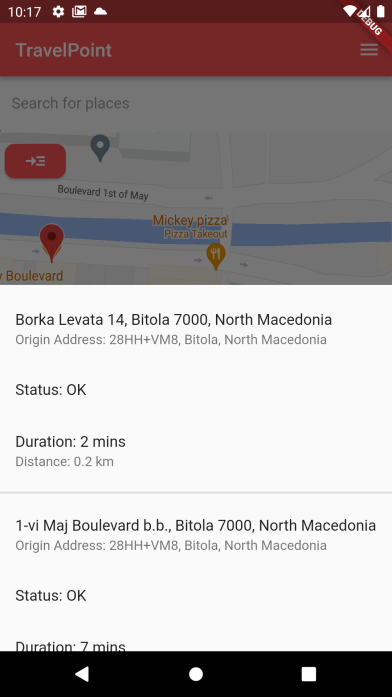 10:17
DEBUG
TravelPoint
Search for places
Boulevard 1st of May
Mickey pizza
Pizza Takeout
y Boulevard
Borka Levata 14, Bitola 7000, North Macedonia
Origin Address: 28HH+VM8, Bitola, North Macedonia
Status: OK
Duration: 2 mins
Distance: 0.2 km
1-vi Maj Boulevard b.b., Bitola 7000, North Macedonia
Origin Address: 28HH+VM8, Bitola, North Macedonia
Status: OK
Duration: 7 mins